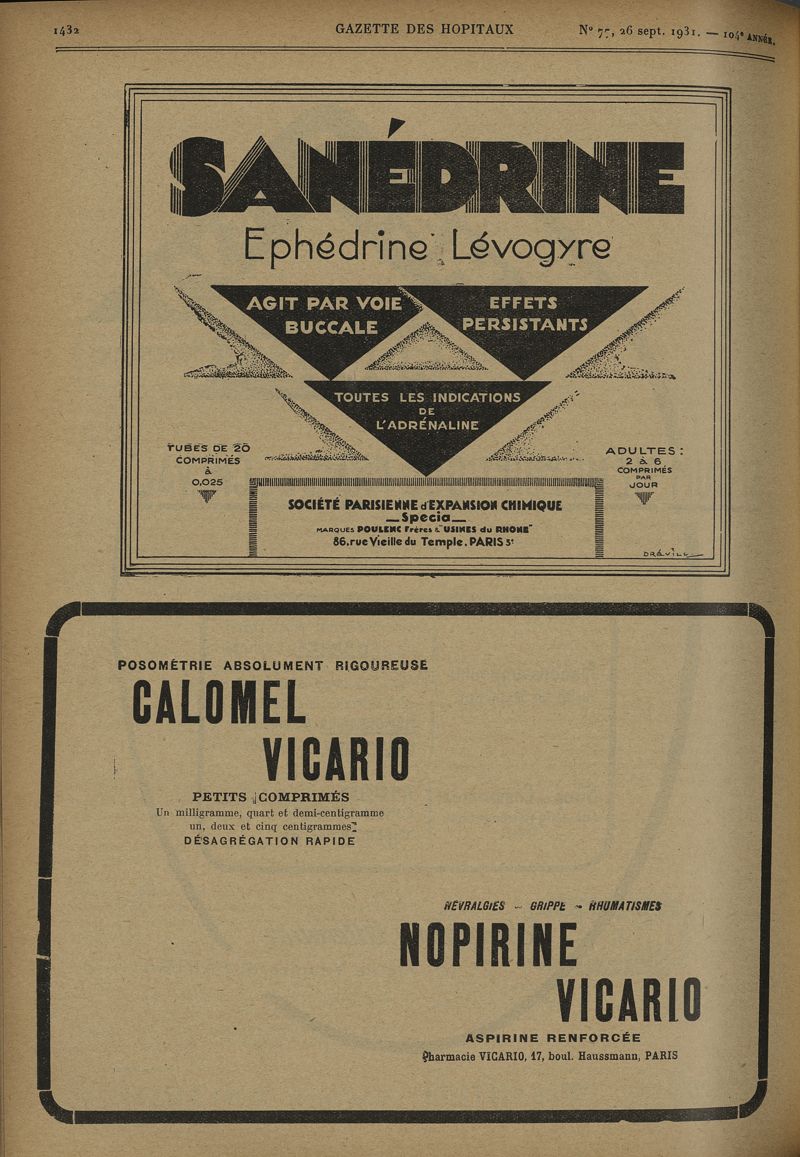 1432
GAZETTE DES HOPITAUX
Nº 77, 26 sept. 1931. — 104e ANNÉE.
SANÉDRINE
Ephédrine Lévogyre
AGIT PAR VOIE
BUCCALE
EFFETS
PERSISTANTS
TOUTES LES INDICATIONS
DE
L'ADRÉNALINE
TUBES DE 20
COMPRIMÉS
à
0,025
ADULTES :
2 à 6
COMPRIMÉS
PAR
JOUR
SOCIÉTÉ PARISIENNE d'EXPANSION CHIMIQUE
_Specia_
MARQUES POULENC Frères & "USINES du RHONE"
86, rue Vieille du Temple. PARIS 3e
DRÉVILL
POSOMÉTRIE ABSOLUMENT RIGOUREUSE
CALOMEL
VICARIO
PETITS COMPRIMÉS
Un milligramme, quart et demi-centigramme
un, deux et cinq centigrammes
DÉSAGRÉGATION RAPIDE
NÉVRALGIES - GRIPPE - RHUMATISMES
NOPIRINE
VICARIO
ASPIRINE RENFORCÉE
Pharmacie VICARIO, 17, boul. Haussmann, PARIS